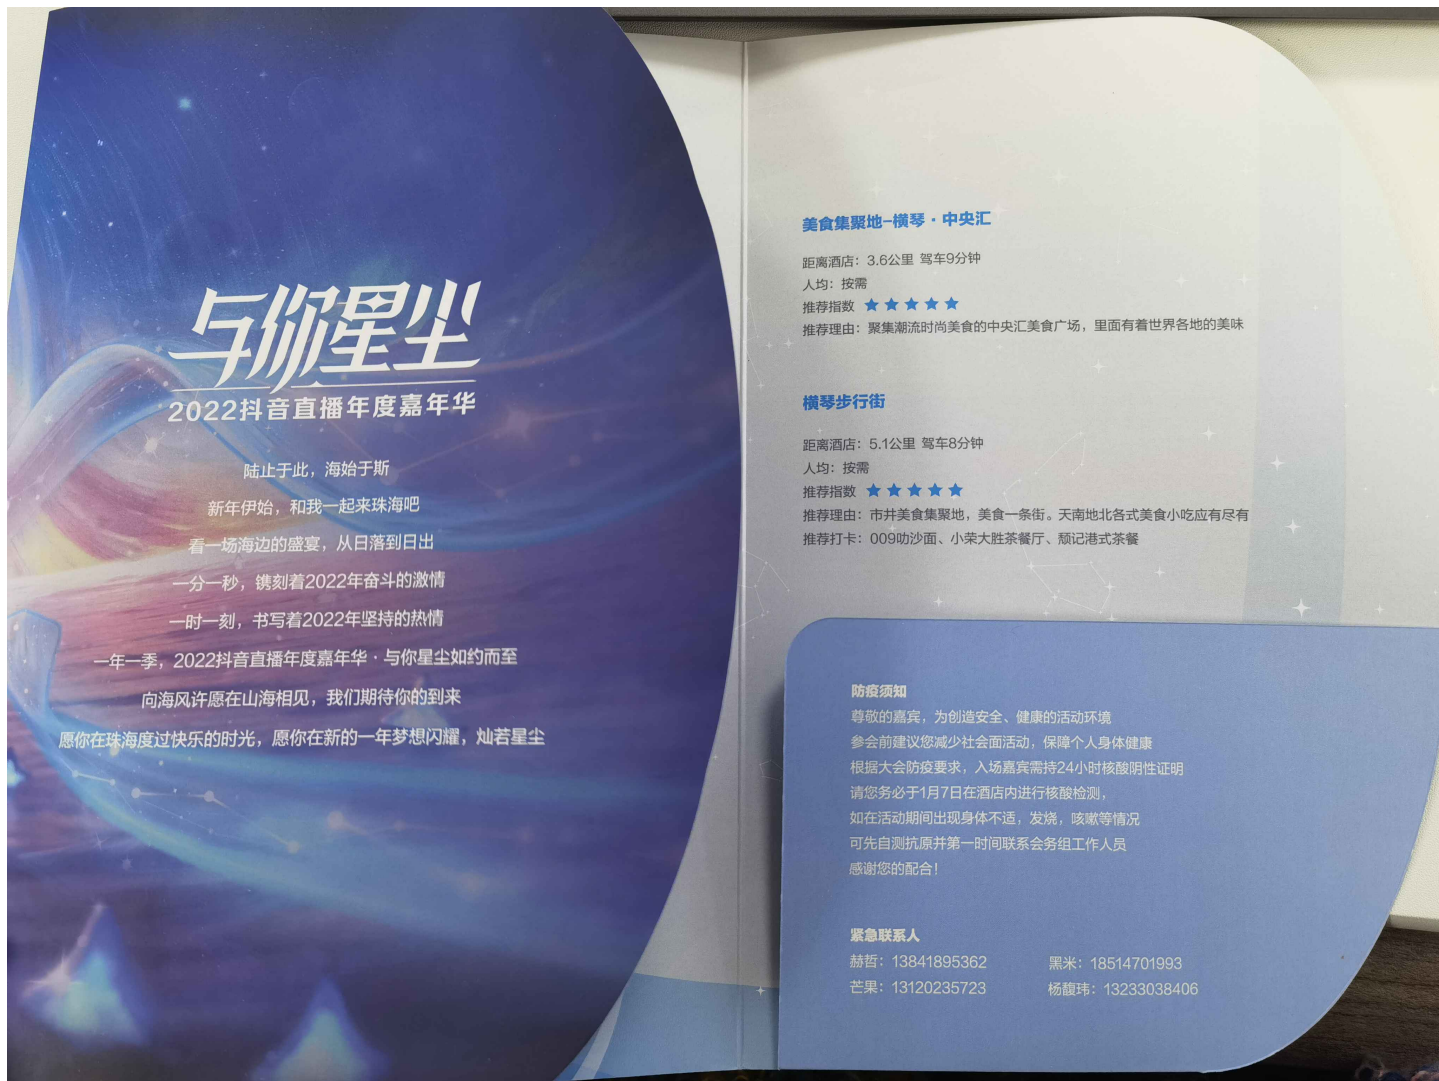 与你星尘
2022抖音直播年度嘉年华
陆止于此，海始于斯
新年伊始，和我一起来珠海吧
看一场海边的盛宴，从日落到日出
一分一秒，镌刻着2022年奋斗的激情
一时一刻，书写着2022年坚持的热情
一年一季，2022抖音直播年度嘉年华·与你星尘如约而至
向海风许愿在山海相见，我们期待你的到来
愿你在珠海度过快乐的时光，愿你在新的一年梦想闪耀，灿若星尘
美食集聚地-横琴·中央汇
距离酒店：3.6公里 驾车9分钟
人均：按需
推荐指数 ★★★★★
推荐理由：聚集潮流时尚美食的中央汇美食广场，里面有着世界各地的美味
横琴步行街
距离酒店：5.1公里 驾车8分钟
人均：按需
推荐指数 ★★★★★
推荐理由：市井美食集聚地，美食一条街。天南地北各式美食小吃应有尽有
推荐打卡：009叻沙面、小荣大胜茶餐厅、颓记港式茶餐
防疫须知
尊敬的嘉宾，为创造安全、健康的活动环境
参会前建议您减少社会面活动，保障个人身体健康
根据大会防疫要求，入场嘉宾需持24小时核酸阴性证明
请您务必于1月7日在酒店内进行核酸检测，
如在活动期间出现身体不适，发烧，咳嗽等情况
可先自测抗原并第一时间联系会务组工作人员
感谢您的配合！
紧急联系人
赫哲：13841895362 黑米：18514701993
芒果：13120235723 杨馥玮：13233038406